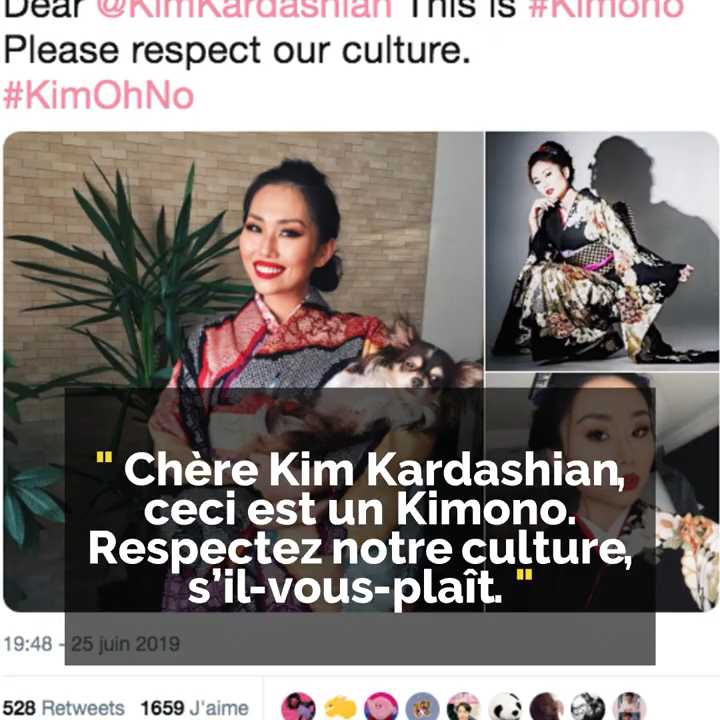 Dear @KimKardashian This is #Kimono
Please respect our culture.
#KimOhNo
" Chère Kim Kardashian,
ceci est un Kimono.
Respectez notre culture,
s'il-vous-plaît. "
19:48 - 25 juin 2019
528 Retweets 1659 J'aime